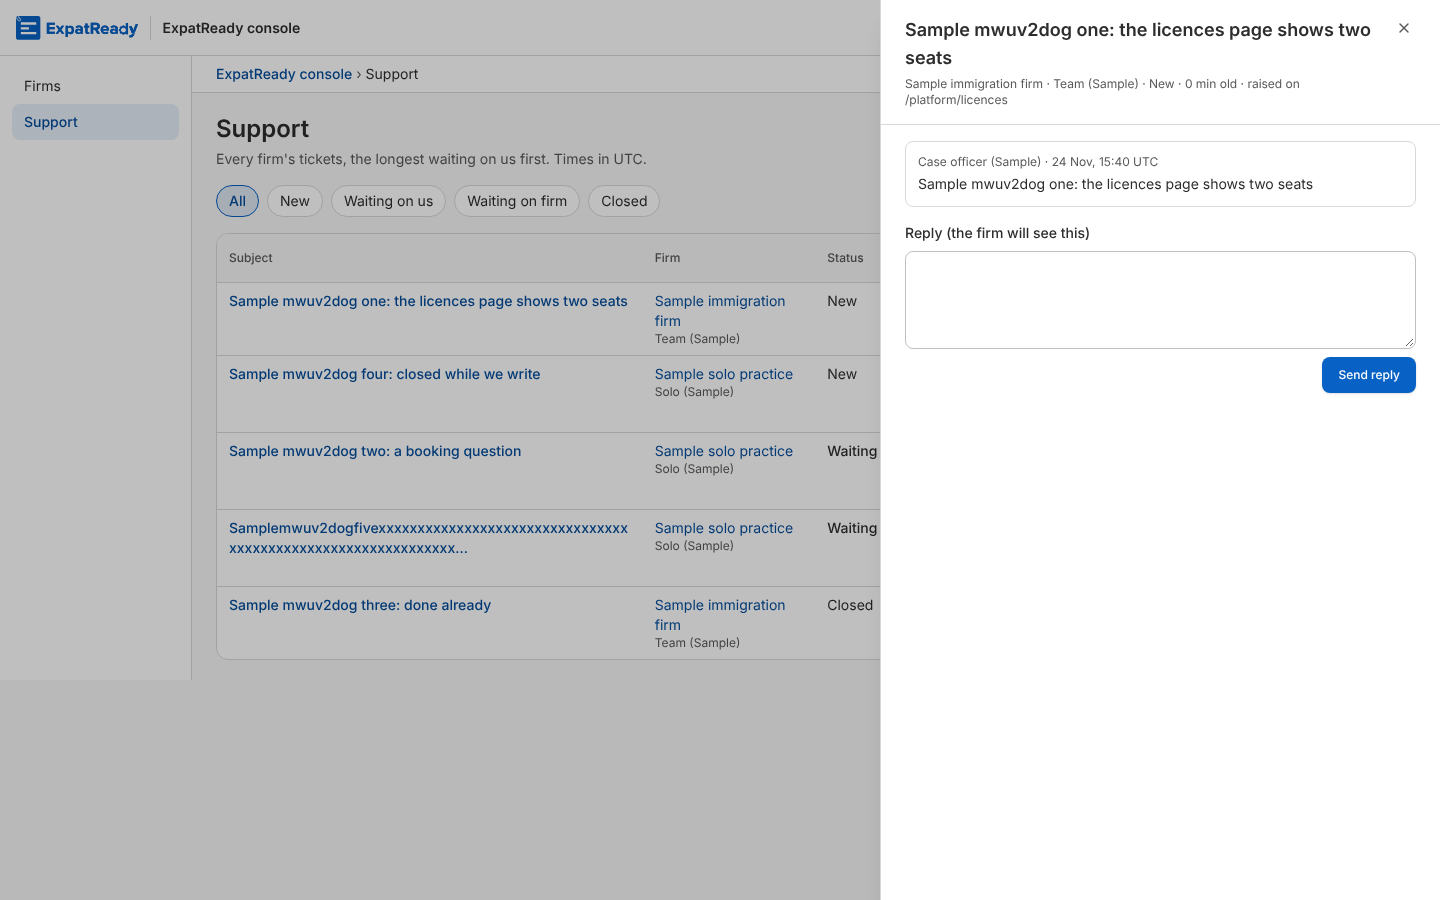 ExpatReady
ExpatReady console
Firms
Support
ExpatReady console › Support
Support
Every firm's tickets, the longest waiting on us first. Times in UTC.
All
New
Waiting on us
Waiting on firm
Closed
Subject
Firm
Status
Sample mwuv2dog one: the licences page shows two seats
Sample immigration
firm
Team (Sample)
New
Sample mwuv2dog four: closed while we write
Sample solo practice
Solo (Sample)
New
Sample mwuv2dog two: a booking question
Sample solo practice
Solo (Sample)
Waiting
Sample solo practice
Solo (Sample)
Waiting
Sample mwuv2dog three: done already
Sample immigration
firm
Team (Sample)
Closed
Sample mwuv2dog one: the licences page shows two
seats
Sample immigration firm · Team (Sample) · New · 0 min old · raised on
/platform/licences
Case officer (Sample) · 24 Nov, 15:40 UTC
Sample mwuv2dog one: the licences page shows two seats
Reply (the firm will see this)
Send reply